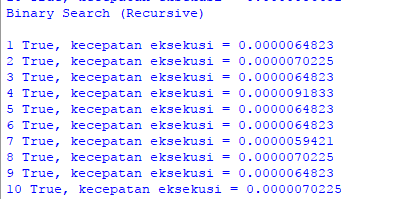 Binary Search (Recursive)
1 True, kecepatan eksekusi = 0.0000064823
2 True, kecepatan eksekusi = 0.0000070225
3 True, kecepatan eksekusi = 0.0000064823
4 True, kecepatan eksekusi = 0.0000091833
5 True, kecepatan eksekusi = 0.0000064823
6 True, kecepatan eksekusi = 0.0000064823
7 True, kecepatan eksekusi = 0.0000059421
8 True, kecepatan eksekusi = 0.0000070225
9 True, kecepatan eksekusi = 0.0000064823
10 True, kecepatan eksekusi = 0.0000070225